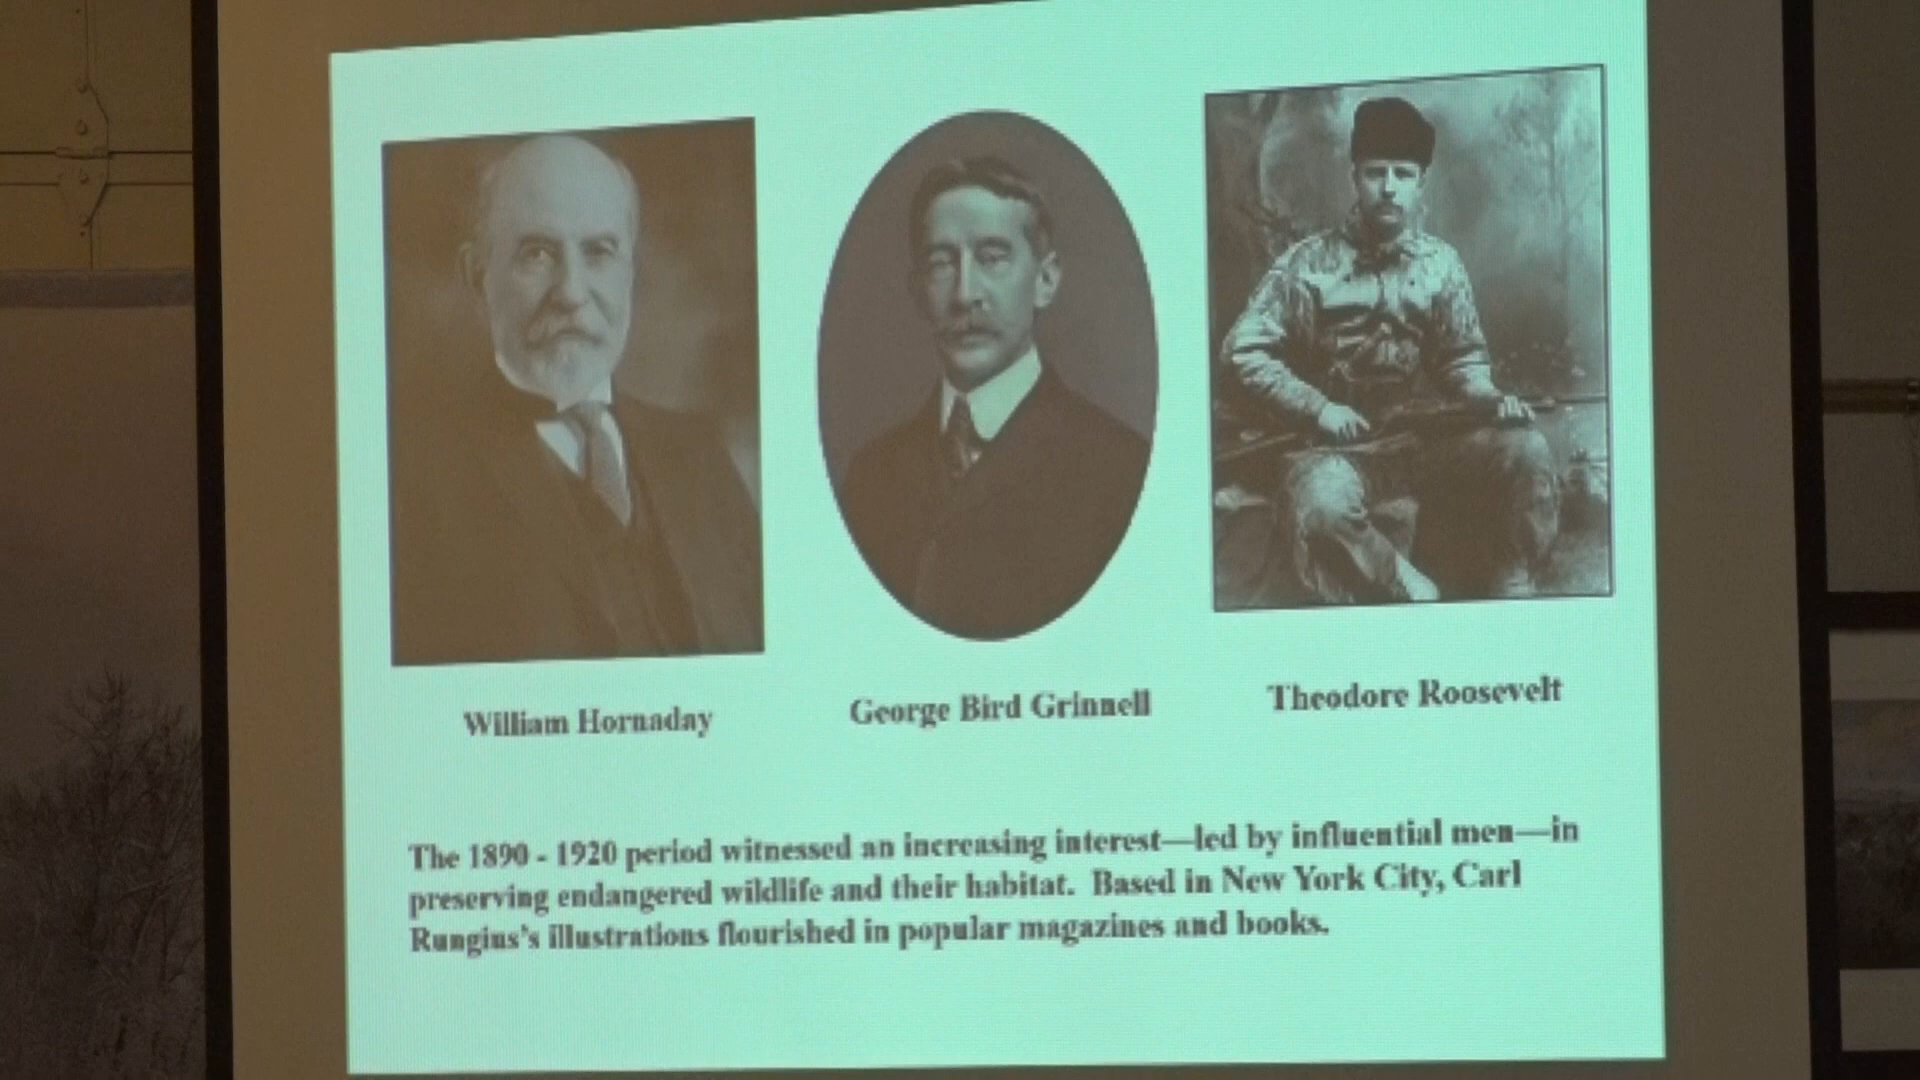 William Hornaday
George Bird Grinnell
Theodore Roosevelt
The 1890 - 1920 period witnessed an increasing interest—led by influential men—in
preserving endangered wildlife and their habitat. Based in New York City, Carl
Rungius's illustrations flourished in popular magazines and books.